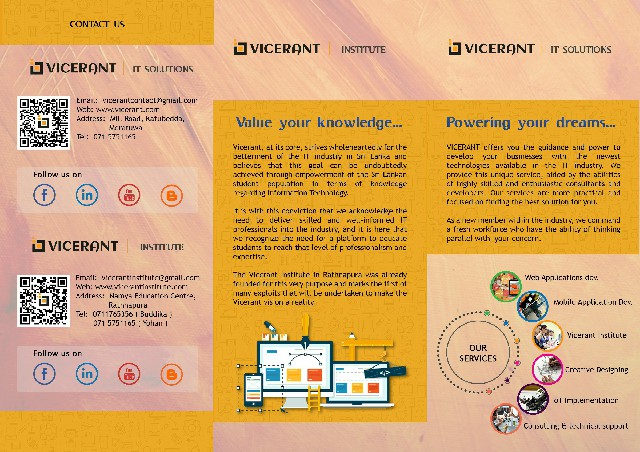 CONTACT US
VICERANT IT SOLUTIONS
Email: vicerantcontact@gmail.com
Web: www.vicerant.com
Address: Mill Road, Katubedda,
Moratuwa
Tel: 071 5751165
Follow us on
VICERANT INSTITUTE
Email: vicerantinstitute@gmail.com
Web: www.vicerantinstitute.com
Address: Namya Education Centre,
Rathnapura.
Tel: 0711765356 ( Buddika )
071 5751165 ( Yohan )
Follow us on
VICERANT INSTITUTE
Value your knowledge...
Vicerant, at its core, strives wholeheartedly for the
betterment of the IT industry in Sri Lanka and
believes that this goal can be undoubtedly
achieved through empowerment of the Sri Lankan
student population in terms of knowledge
regarding Information Technology.
It is with this conviction that we acknowledge the
need to deliver skilled and well-informed IT
professionals into the industry, and it is here that
we recognize the need for a platform to educate
students to reach that level of professionalism and
expertise.
The Vicerant Institute in Rathnapura was already
founded for this very purpose and marks the first of
many exploits that will be undertaken to make the
Vicerant vision a reality.
VICERANT IT SOLUTIONS
Powering your dreams...
VICERANT offers you the guidance and power to
develop your businesses with the newest
technologies available in the IT industry. We
provide this unique service, aided by the abilities
of highly skilled and enthusiastic consultants and
developers. Our services are more practical and
focused on finding the best solution for you.
As a new member within the industry, we command
a fresh workforce who have the ability of thinking
parallel with your concern.
OUR
SERVICES
Web Applications dev.
Mobile Application Dev.
Vicerant Institute
Creative Designing
IoT Implementation
Consulting & technical support